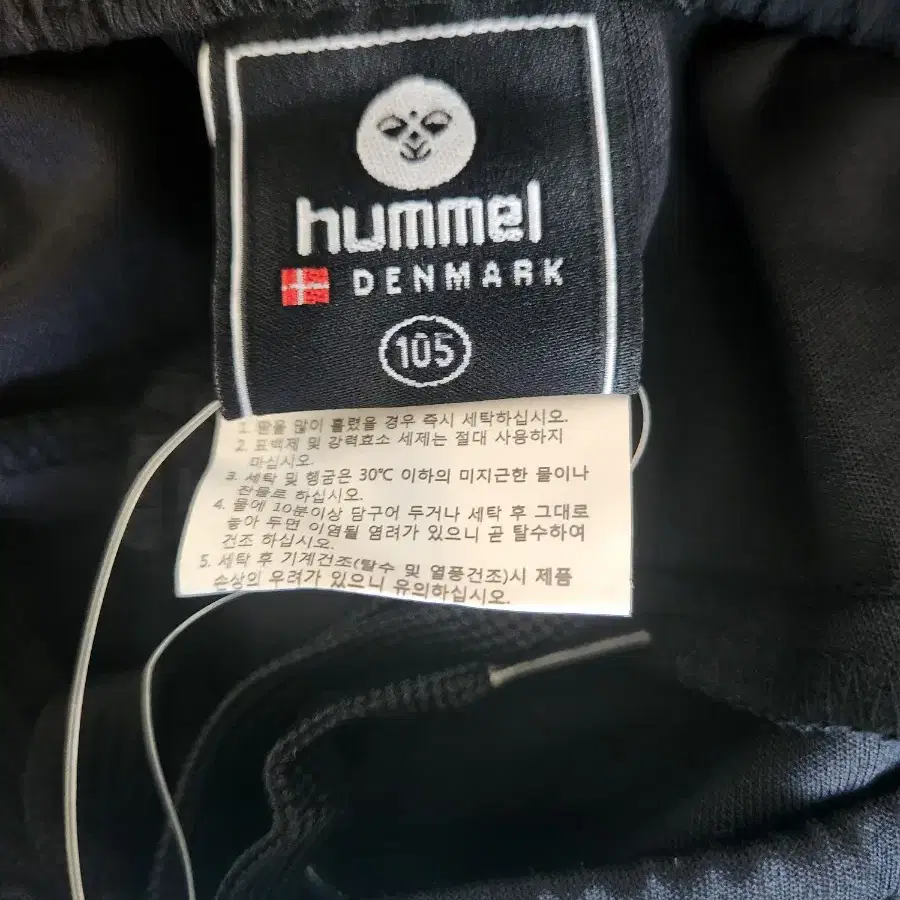 hummel
DENMARK
105
1. 땀을 많이 흘렸을 경우 즉시 세탁하십시오.
2. 표백제 및 강력효소 세제는 절대 사용하지
마십시오.
3. 세탁 및 헹굼은 30℃ 이하의 미지근한 물이나
찬물로 하십시오.
4. 물에 10분이상 담구어 두거나 세탁 후 그대로
놓아 두면 이염될 염려가 있으니 곧 탈수하여
건조 하십시오.
5. 세탁 후 기계건조(탈수 및 열풍건조)시 제품
손상의 우려가 있으니 유의하십시오.